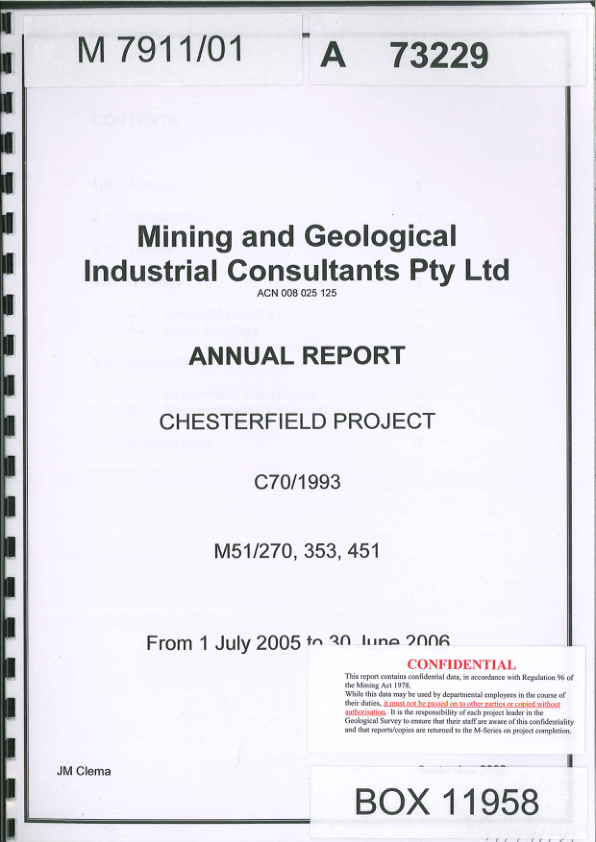 M 7911/01
A 73229
CONTENTS
Mining and Geological
Industrial Consultants Pty Ltd
ACN 008 025 125
ANNUAL REPORT
CHESTERFIELD PROJECT
C70/1993
M51/270, 353, 451
From 1 July 2005 to 30 June 2006
CONFIDENTIAL
This report contains confidential data, in accordance with Regulation 96 of
the Mining Act 1978.
While this data may be used by departmental employees in the course of
their duties, it must not be passed on to other parties or copied without
authorisation. It is the responsibility of each project leader in the
Geological Survey to ensure that their staff are aware of this confidentiality
and that reports/copies are returned to the M-Series on project completion.
JM Clema
BOX 11958